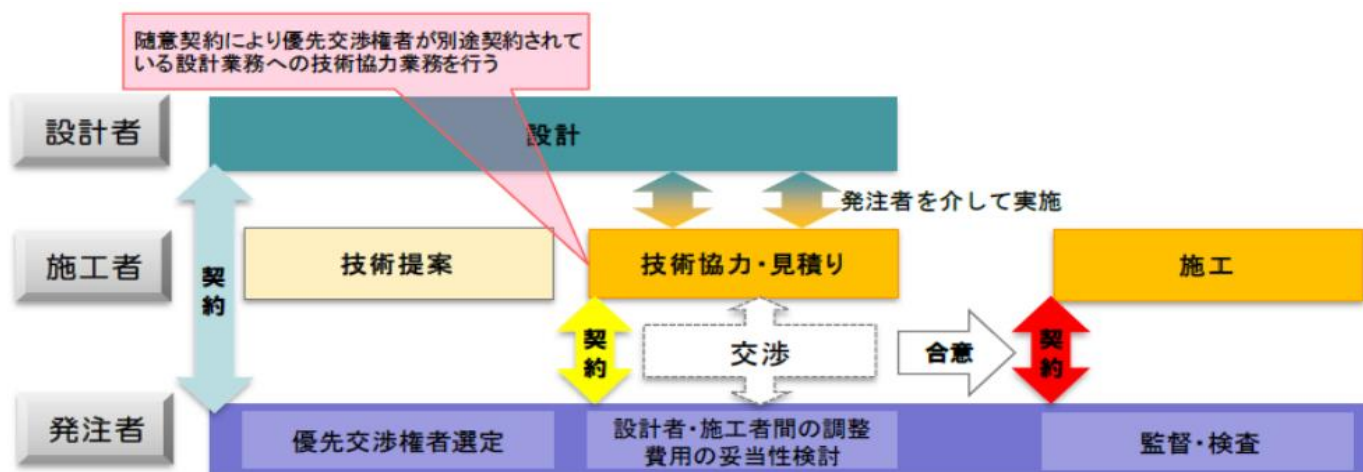 随意契約により優先交渉権者が別途契約されて
いる設計業務への技術協力業務を行う
設計者
設計
発注者を介して実施
施工者
技術提案
技術協力・見積り
施工
契約
契約
交渉
合意
契約
発注者
優先交渉権者選定
設計者・施工者間の調整
費用の妥当性検討
監督・検査